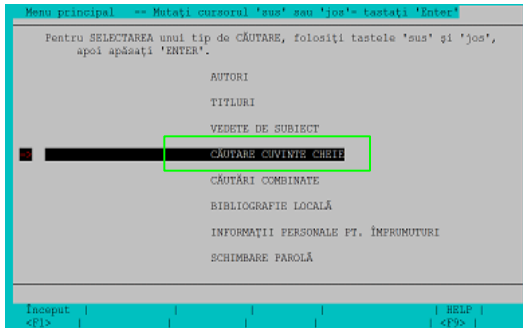 Menu principal -- Mutaţi cursorul 'sus' sau 'jos'- tastaţi 'Enter'
Pentru SELECTAREA unui tip de CĂUTARE, folosiţi tastele 'sus' şi 'jos',
apoi apăsaţi 'ENTER'.
AUTORI
TITLURI
VEDETE DE SUBIECT
=> CĂUTARE CUVINTE CHEIE
CĂUTĂRI COMBINATE
BIBLIOGRAFIE LOCALĂ
INFORMAŢII PERSONALE PT. ÎMPRUMUTURI
SCHIMBARE PAROLĂ
Început | | | | | HELP |
<F1> | | | | | <F9> |